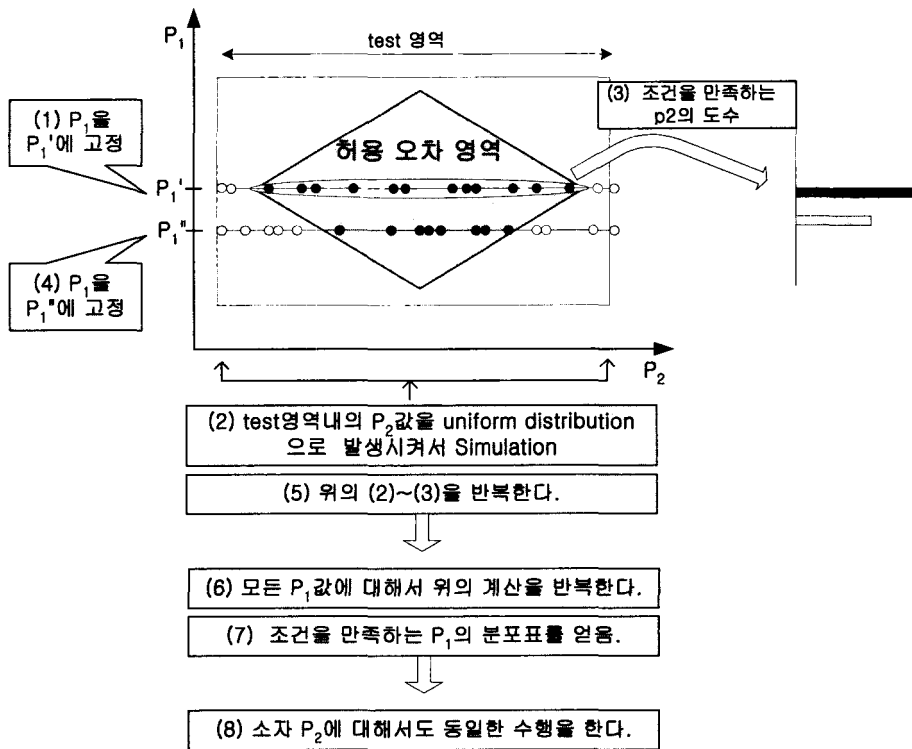 P₁
test 영역
(1) P₁을
P₁'에 고정
(3) 조건을 만족하는
p2의 도수
허용 오차 영역
P₁'
P₁"
(4) P₁을
P₁"에 고정
P₂
(2) test영역내의 P₂값을 uniform distribution
으로 발생시켜서 Simulation
(5) 위의 (2)~(3)을 반복한다.
(6) 모든 P₁값에 대해서 위의 계산을 반복한다.
(7) 조건을 만족하는 P₁의 분포표를 얻음.
(8) 소자 P₂에 대해서도 동일한 수행을 한다.